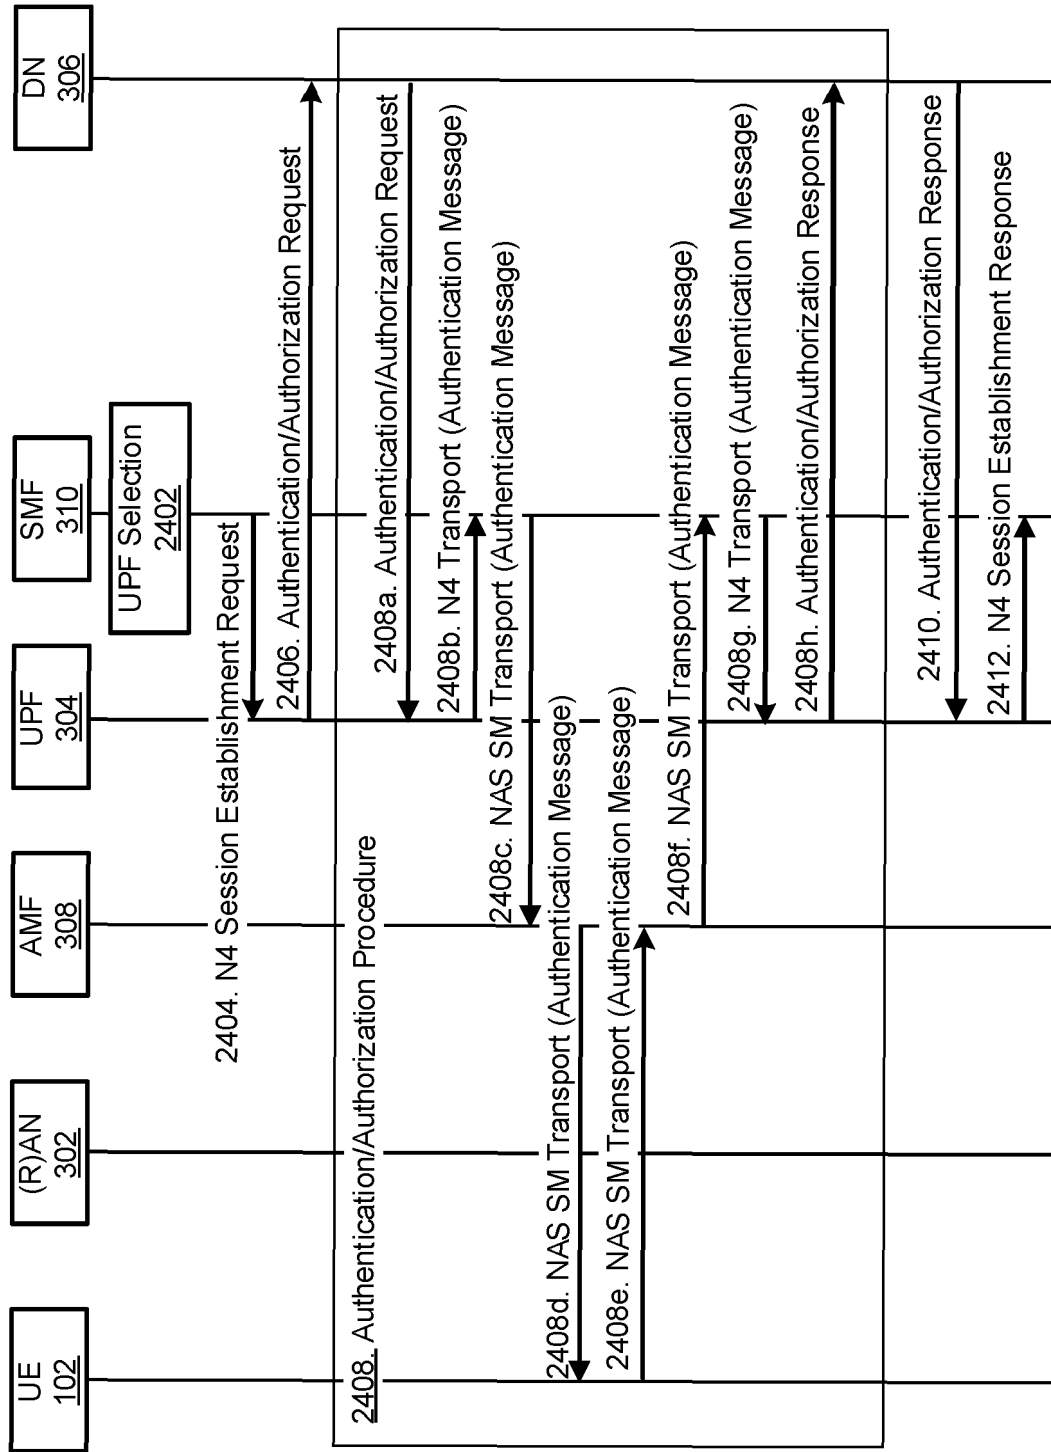 UE
102
(R)AN
302
AMF
308
UPF
304
SMF
310
DN
306
UPF Selection
2402
2404. N4 Session Establishment Request
2406. Authentication/Authorization Request
2408. Authentication/Authorization Procedure
2408a. Authentication/Authorization Request
2408b. N4 Transport (Authentication Message)
2408c. NAS SM Transport (Authentication Message)
2408d. NAS SM Transport (Authentication Message)
2408e. NAS SM Transport (Authentication Message)
2408f. NAS SM Transport (Authentication Message)
2408g. N4 Transport (Authentication Message)
2408h. Authentication/Authorization Response
2410. Authentication/Authorization Response
2412. N4 Session Establishment Response